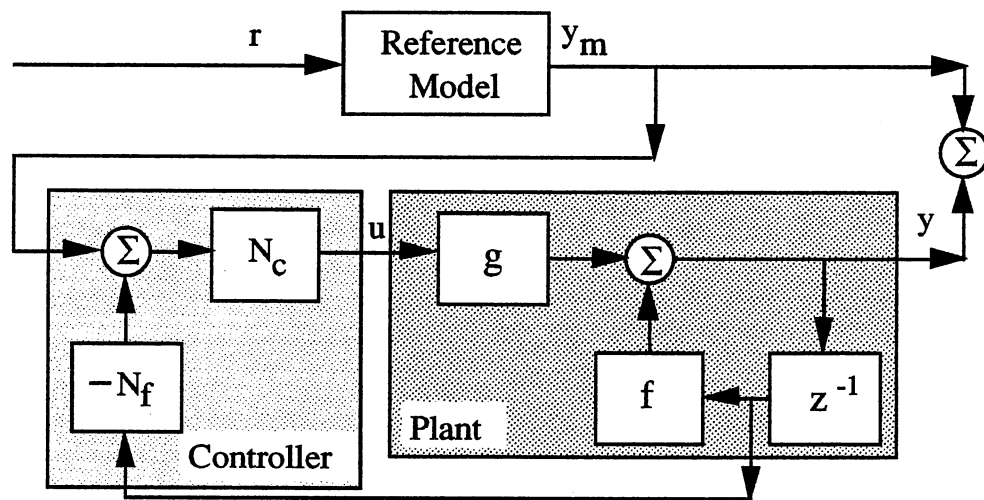 r
Reference
Model
y_m
Σ
N_c
u
g
Σ
y
Σ
−N_f
f
z^-1
Controller
Plant